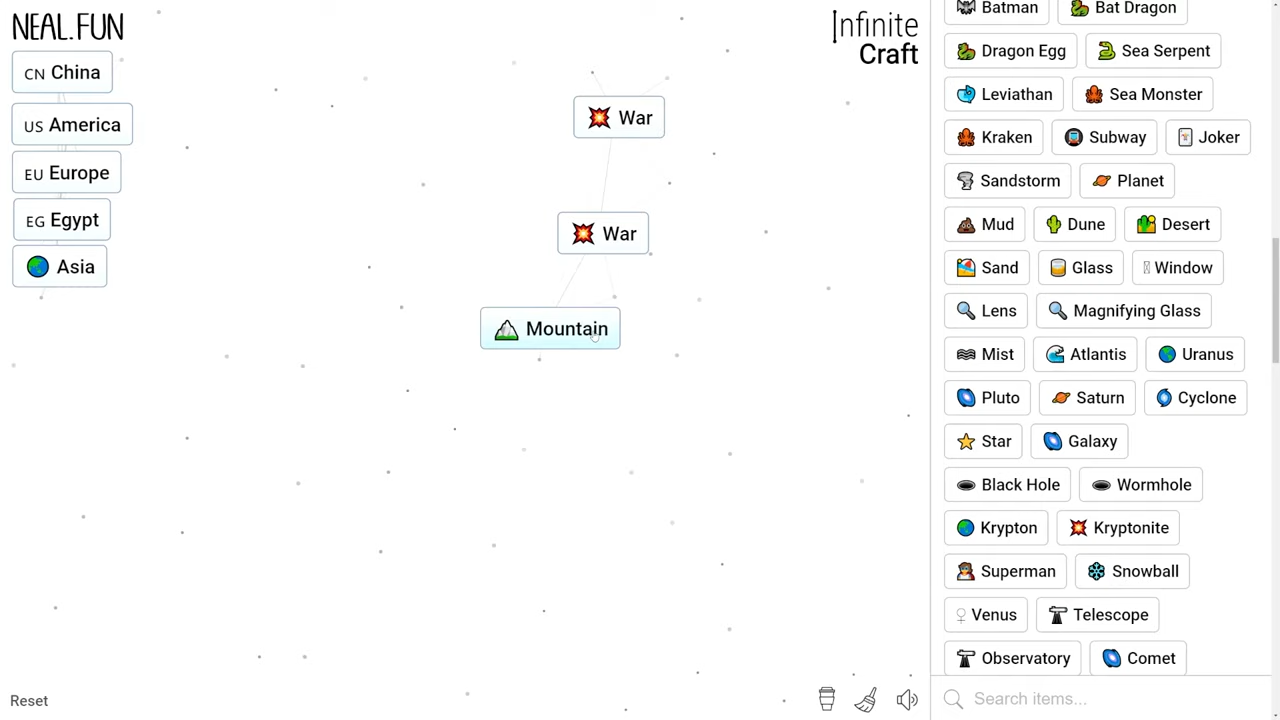 NEAL.FUN
Infinite
Craft
CN China
US America
EU Europe
EG Egypt
Asia
War
War
Mountain
Reset
Batman
Bat Dragon
Dragon Egg
Sea Serpent
Leviathan
Sea Monster
Kraken
Subway
Joker
Sandstorm
Planet
Mud
Dune
Desert
Sand
Glass
Window
Lens
Magnifying Glass
Mist
Atlantis
Uranus
Pluto
Saturn
Cyclone
Star
Galaxy
Black Hole
Wormhole
Krypton
Kryptonite
Superman
Snowball
Venus
Telescope
Observatory
Comet
Search items...